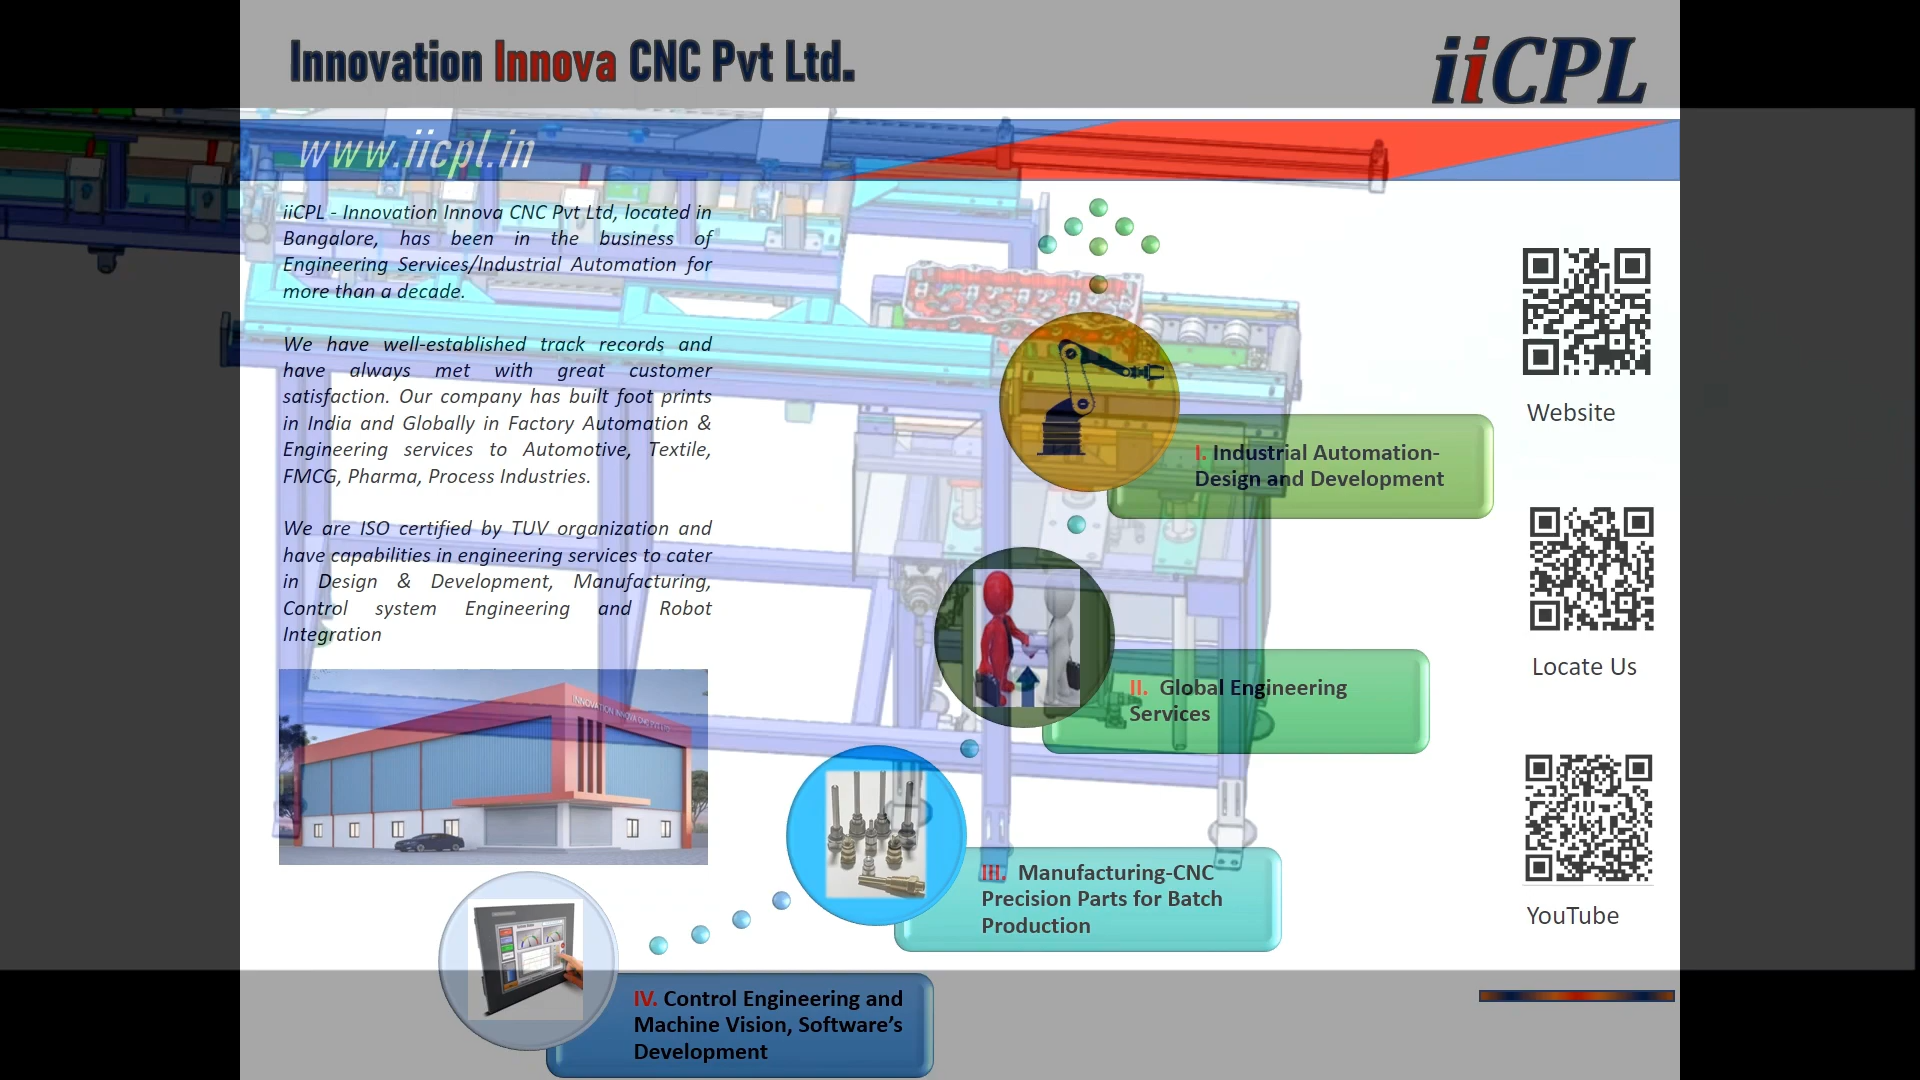 Innovation Innova CNC Pvt Ltd.
iiCPL
www.iicpl.in
iiCPL - Innovation Innova CNC Pvt Ltd, located in
Bangalore, has been in the business of
Engineering Services/Industrial Automation for
more than a decade.
We have well-established track records and
have always met with great customer
satisfaction. Our company has built foot prints
in India and Globally in Factory Automation &
Engineering services to Automotive, Textile,
FMCG, Pharma, Process Industries.
We are ISO certified by TUV organization and
have capabilities in engineering services to cater
in Design & Development, Manufacturing,
Control system Engineering and Robot
Integration
INNOVATION INNOVA CNC PVT LTD
I. Industrial Automation-
Design and Development
II. Global Engineering
Services
III. Manufacturing-CNC
Precision Parts for Batch
Production
IV. Control Engineering and
Machine Vision, Software’s
Development
Website
Locate Us
YouTube